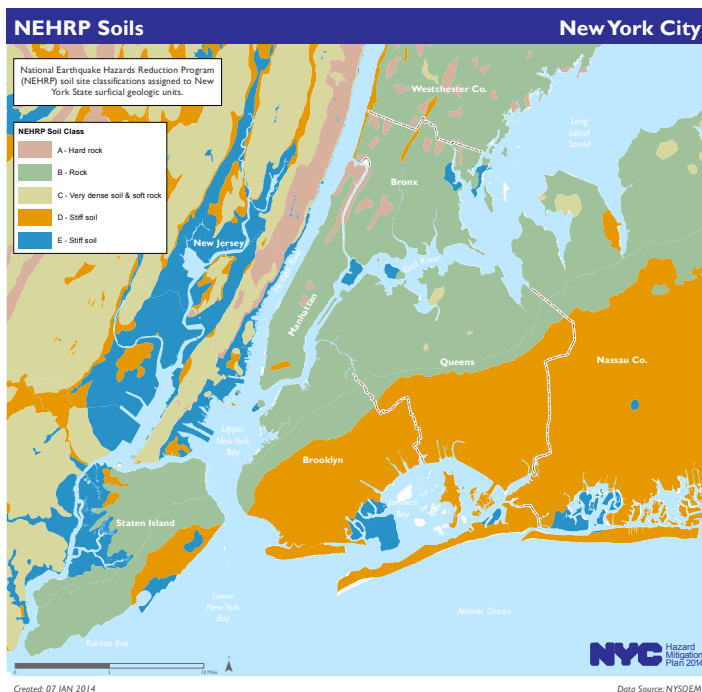 NEHRP Soils
New York City
National Earthquake Hazards Reduction Program
(NEHRP) soil site classifications assigned to New
York State surficial geologic units.
NEHRP Soil Class
A - Hard rock
B - Rock
C - Very dense soil & soft rock
D - Stiff soil
E - Stiff soil
Westchester Co.
Long
Island
Sound
Bronx
New Jersey
Hudson River
East River
Manhattan
Queens
Nassau Co.
Upper
New York
Bay
Brooklyn
Jamaica
Bay
Staten Island
Lower
New York
Bay
Atlantic Ocean
Raritan Bay
5
10 Miles
N
NYC
Hazard
Mitigation
Plan 2014
Created: 07 JAN 2014
Data Source: NYSOEM